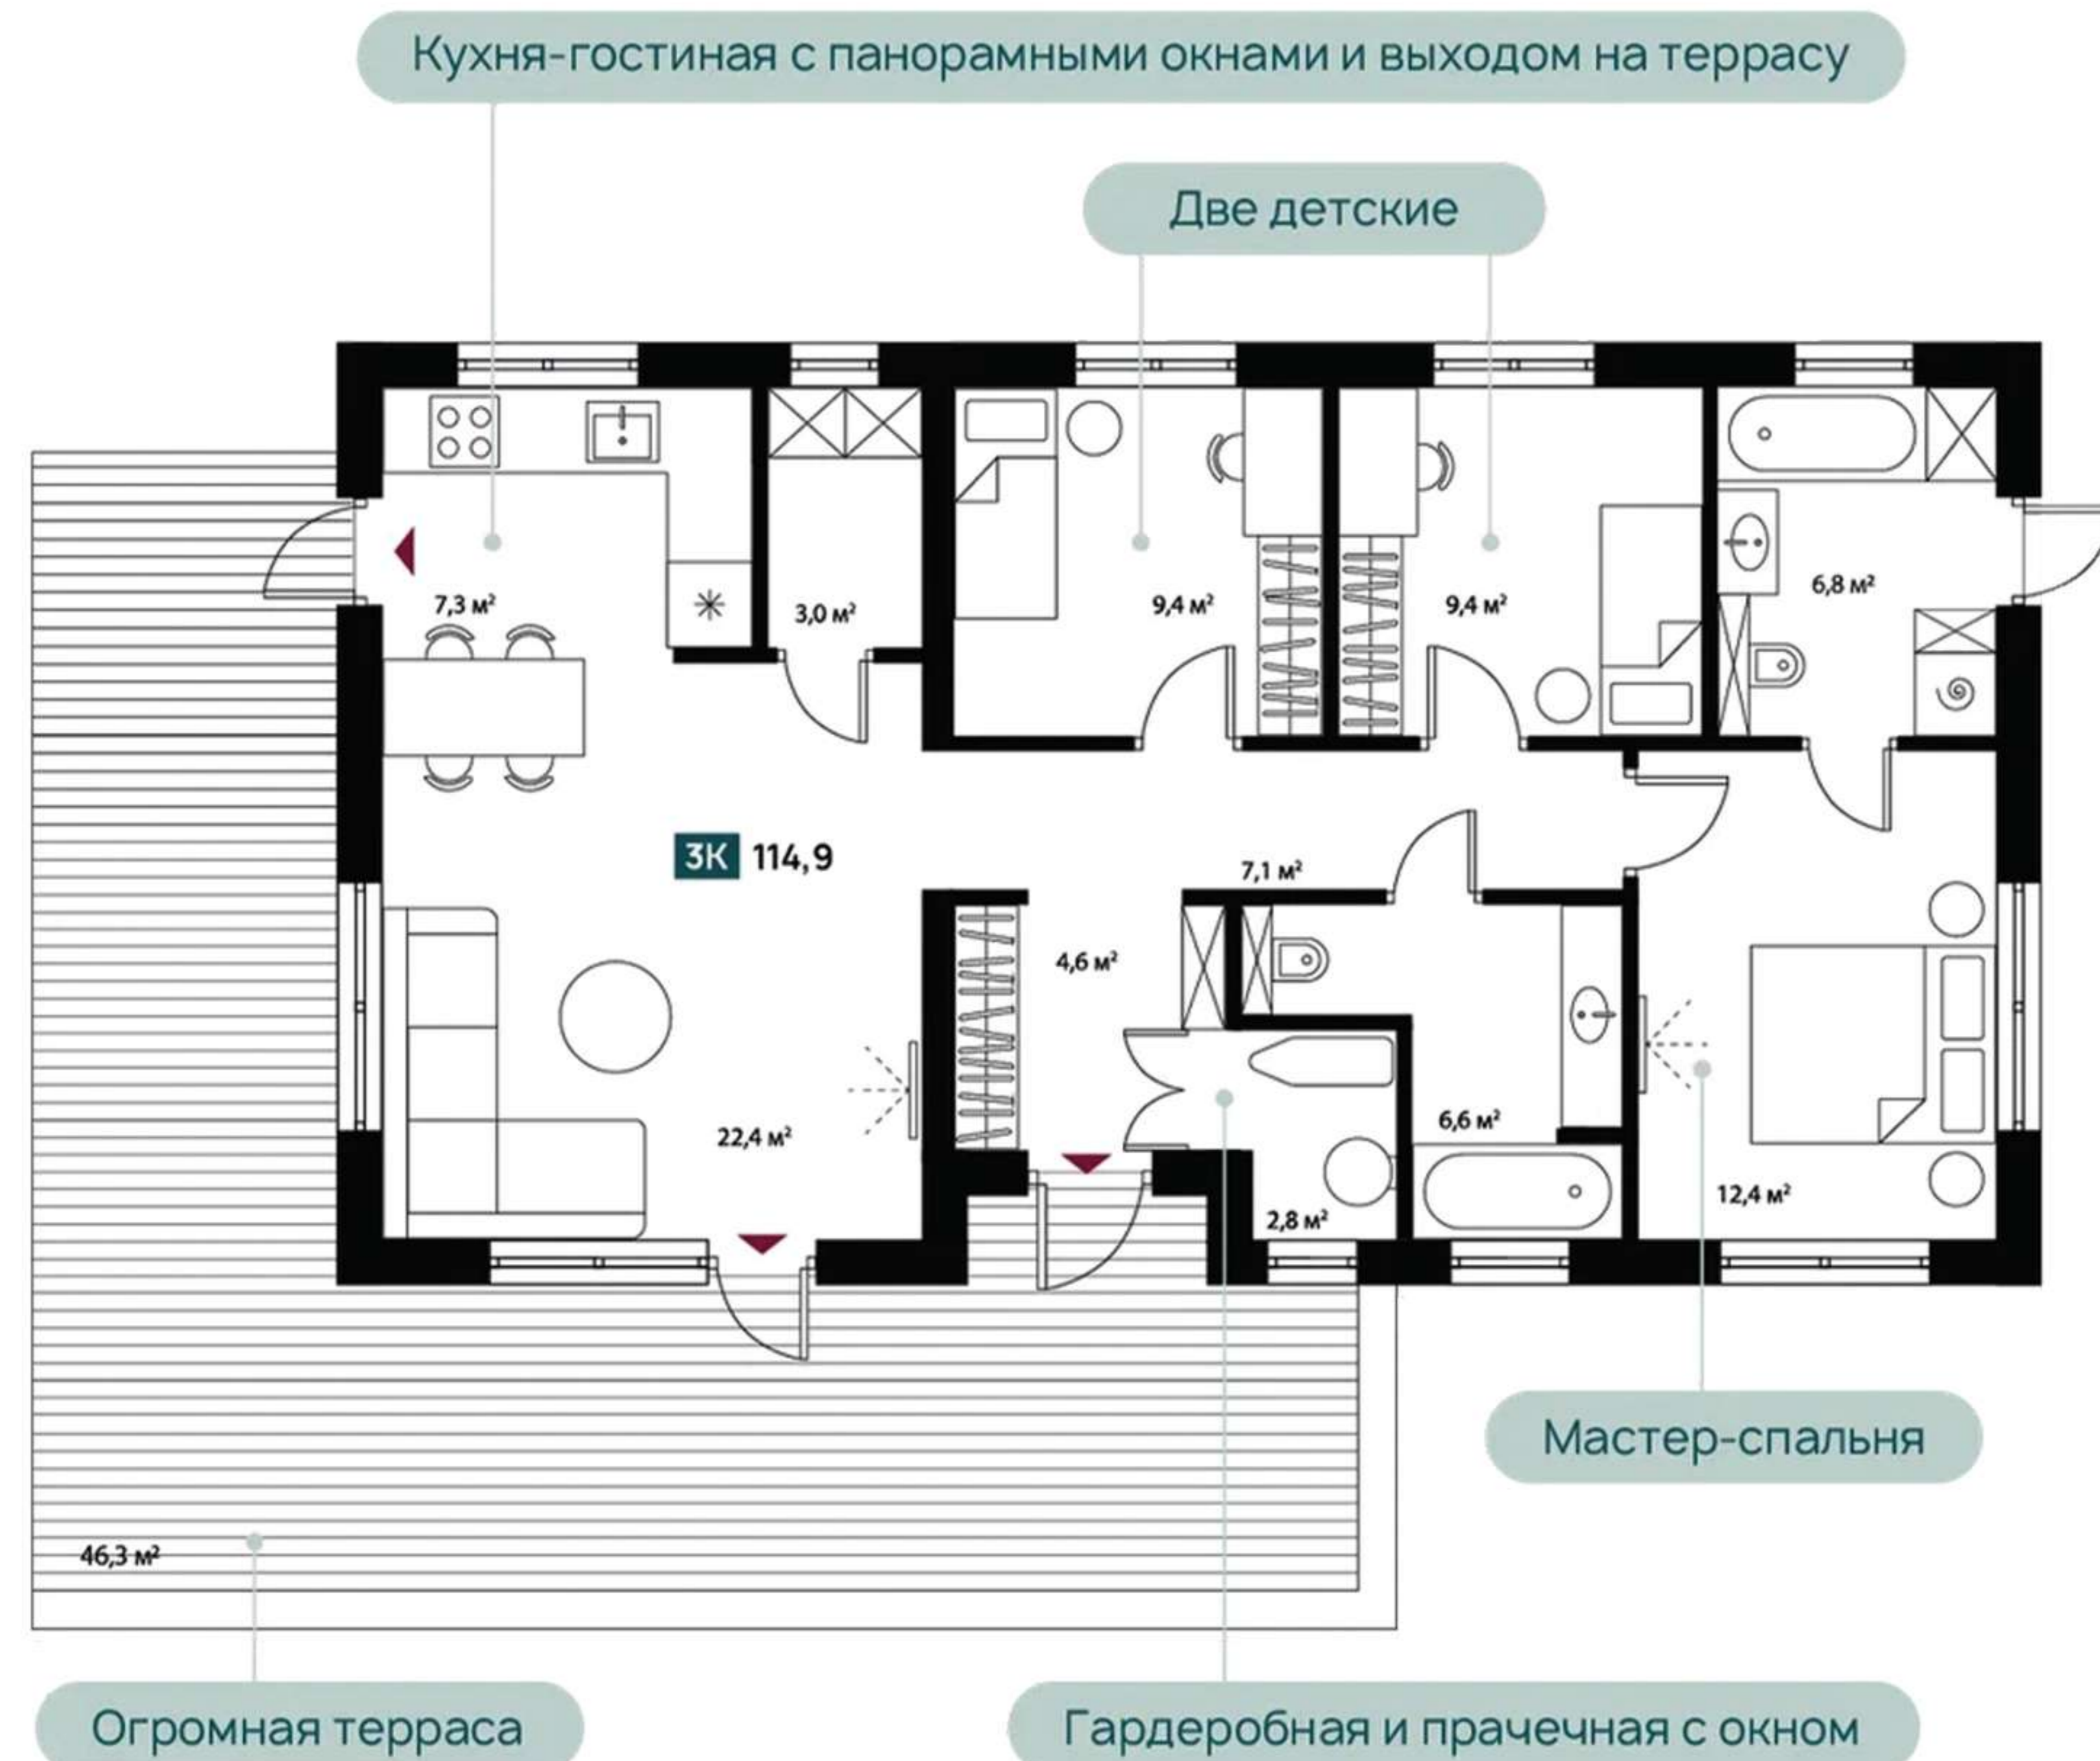 Кухня-гостиная с панорамными окнами и выходом на террасу
Две детские
7,3 м²
3,0 м²
9,4 м²
9,4 м²
6,8 м²
3К 114,9
7,1 м²
4,6 м²
22,4 м²
6,6 м²
12,4 м²
2,8 м²
Мастер-спальня
46,3 м²
Огромная терраса
Гардеробная и прачечная с окном